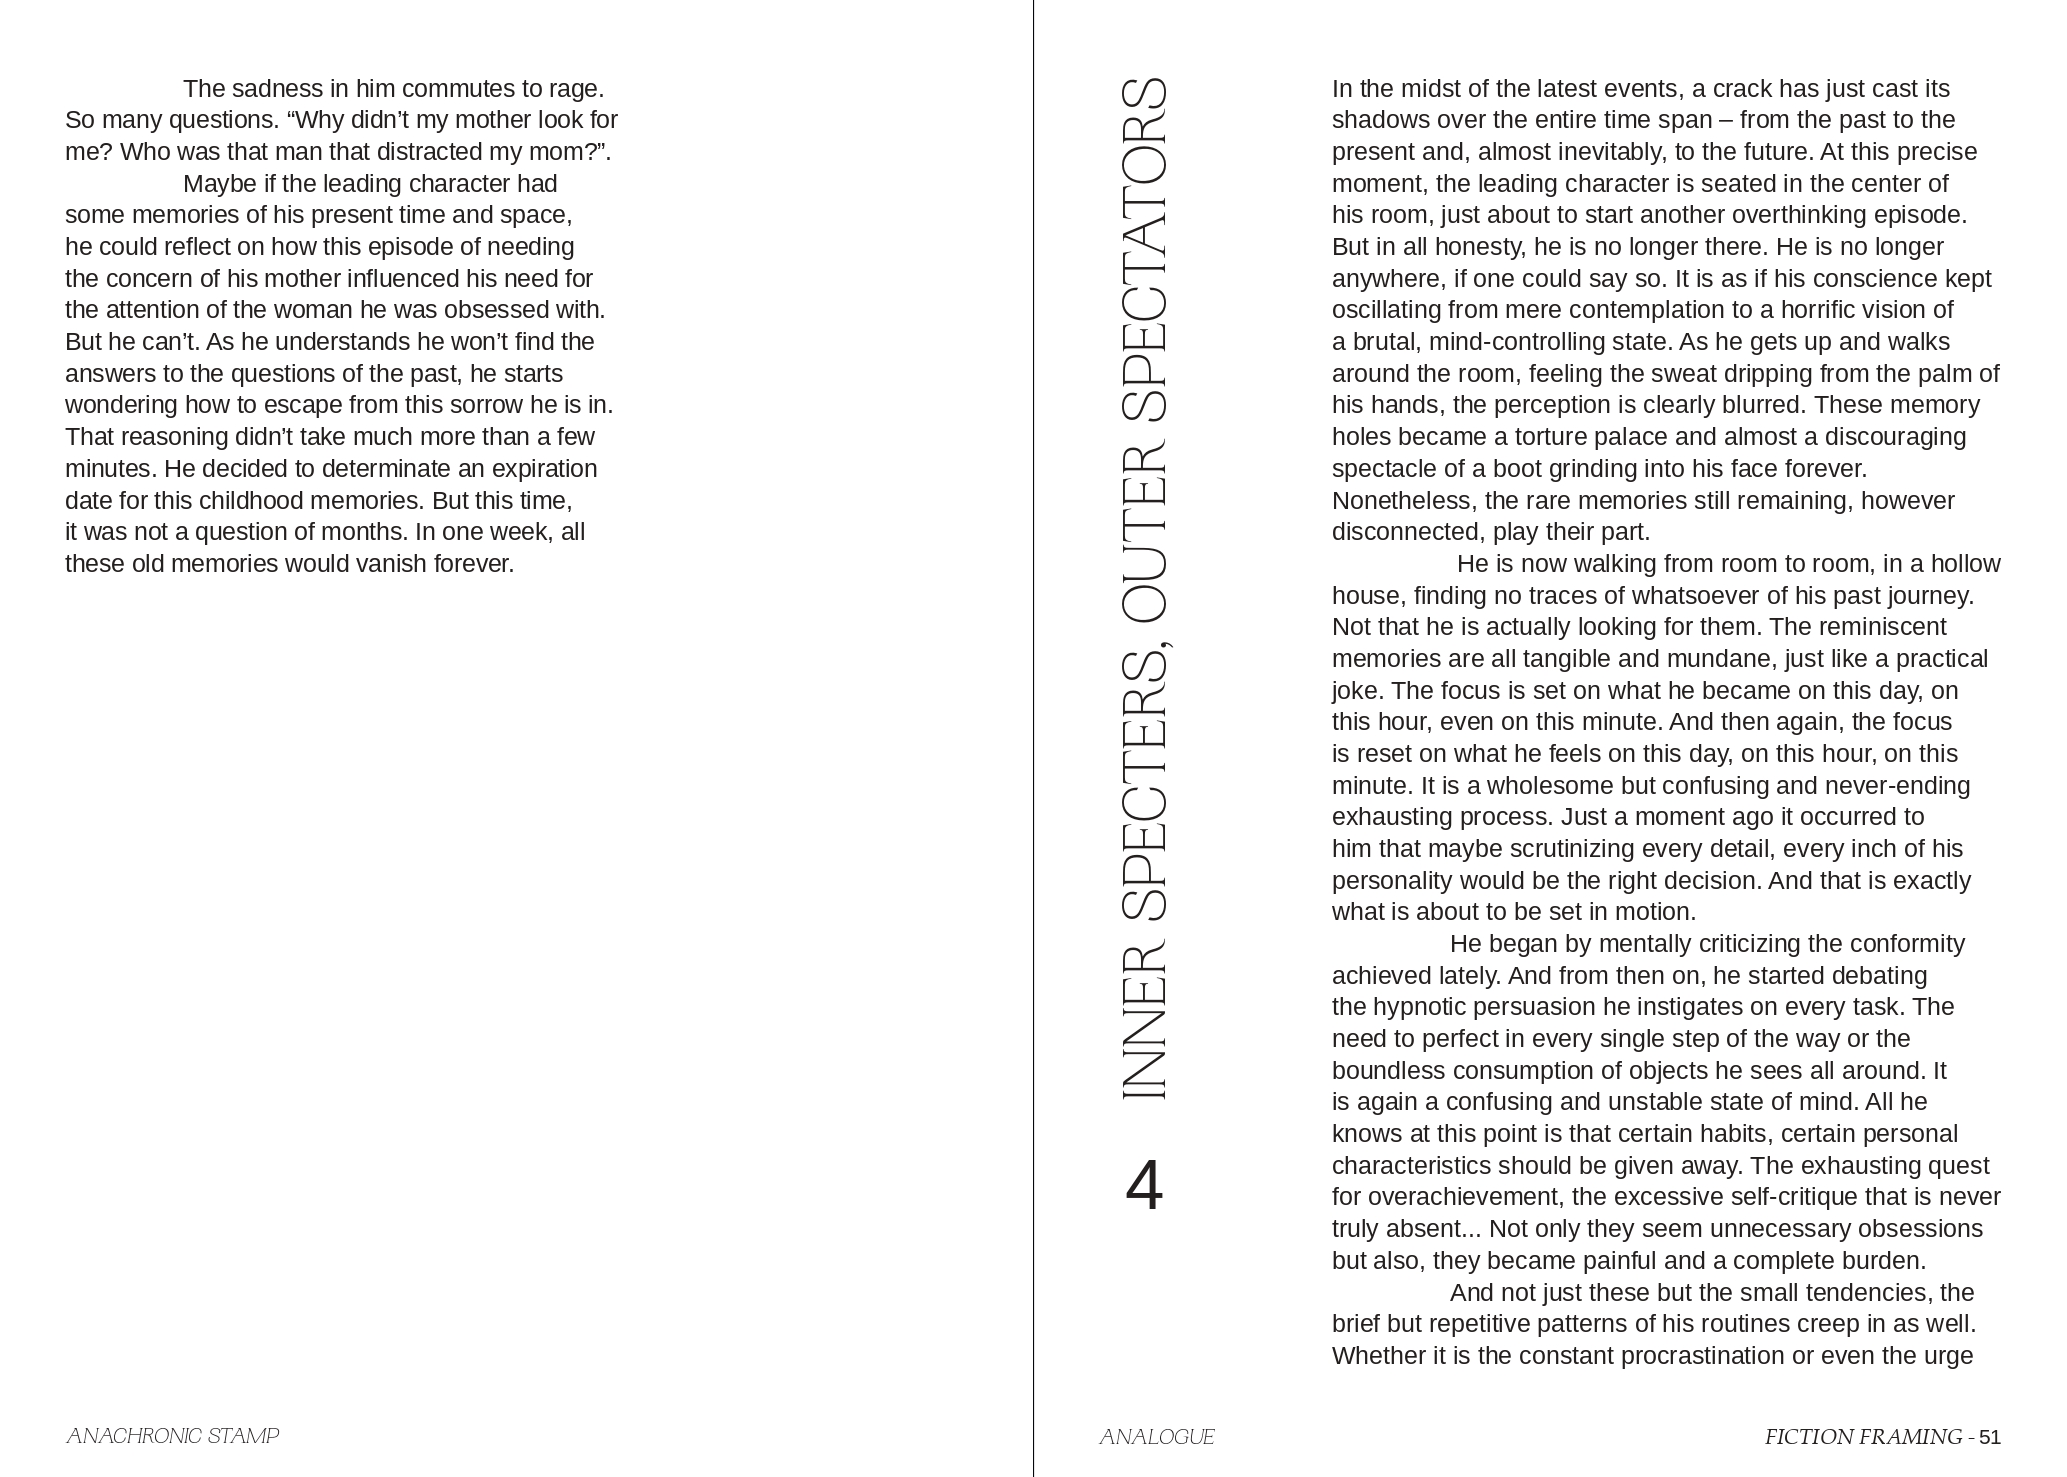 The sadness in him commutes to rage.
So many questions. “Why didn’t my mother look for
me? Who was that man that distracted my mom?”.
Maybe if the leading character had
some memories of his present time and space,
he could reflect on how this episode of needing
the concern of his mother influenced his need for
the attention of the woman he was obsessed with.
But he can’t. As he understands he won’t find the
answers to the questions of the past, he starts
wondering how to escape from this sorrow he is in.
That reasoning didn’t take much more than a few
minutes. He decided to determinate an expiration
date for this childhood memories. But this time,
it was not a question of months. In one week, all
these old memories would vanish forever.
ANACHRONIC STAMP
4
INNER SPECTERS, OUTER SPECTATORS
In the midst of the latest events, a crack has just cast its
shadows over the entire time span – from the past to the
present and, almost inevitably, to the future. At this precise
moment, the leading character is seated in the center of
his room, just about to start another overthinking episode.
But in all honesty, he is no longer there. He is no longer
anywhere, if one could say so. It is as if his conscience kept
oscillating from mere contemplation to a horrific vision of
a brutal, mind-controlling state. As he gets up and walks
around the room, feeling the sweat dripping from the palm of
his hands, the perception is clearly blurred. These memory
holes became a torture palace and almost a discouraging
spectacle of a boot grinding into his face forever.
Nonetheless, the rare memories still remaining, however
disconnected, play their part.
He is now walking from room to room, in a hollow
house, finding no traces of whatsoever of his past journey.
Not that he is actually looking for them. The reminiscent
memories are all tangible and mundane, just like a practical
joke. The focus is set on what he became on this day, on
this hour, even on this minute. And then again, the focus
is reset on what he feels on this day, on this hour, on this
minute. It is a wholesome but confusing and never-ending
exhausting process. Just a moment ago it occurred to
him that maybe scrutinizing every detail, every inch of his
personality would be the right decision. And that is exactly
what is about to be set in motion.
He began by mentally criticizing the conformity
achieved lately. And from then on, he started debating
the hypnotic persuasion he instigates on every task. The
need to perfect in every single step of the way or the
boundless consumption of objects he sees all around. It
is again a confusing and unstable state of mind. All he
knows at this point is that certain habits, certain personal
characteristics should be given away. The exhausting quest
for overachievement, the excessive self-critique that is never
truly absent... Not only they seem unnecessary obsessions
but also, they became painful and a complete burden.
And not just these but the small tendencies, the
brief but repetitive patterns of his routines creep in as well.
Whether it is the constant procrastination or even the urge
ANALOGUE
FICTION FRAMING - 51